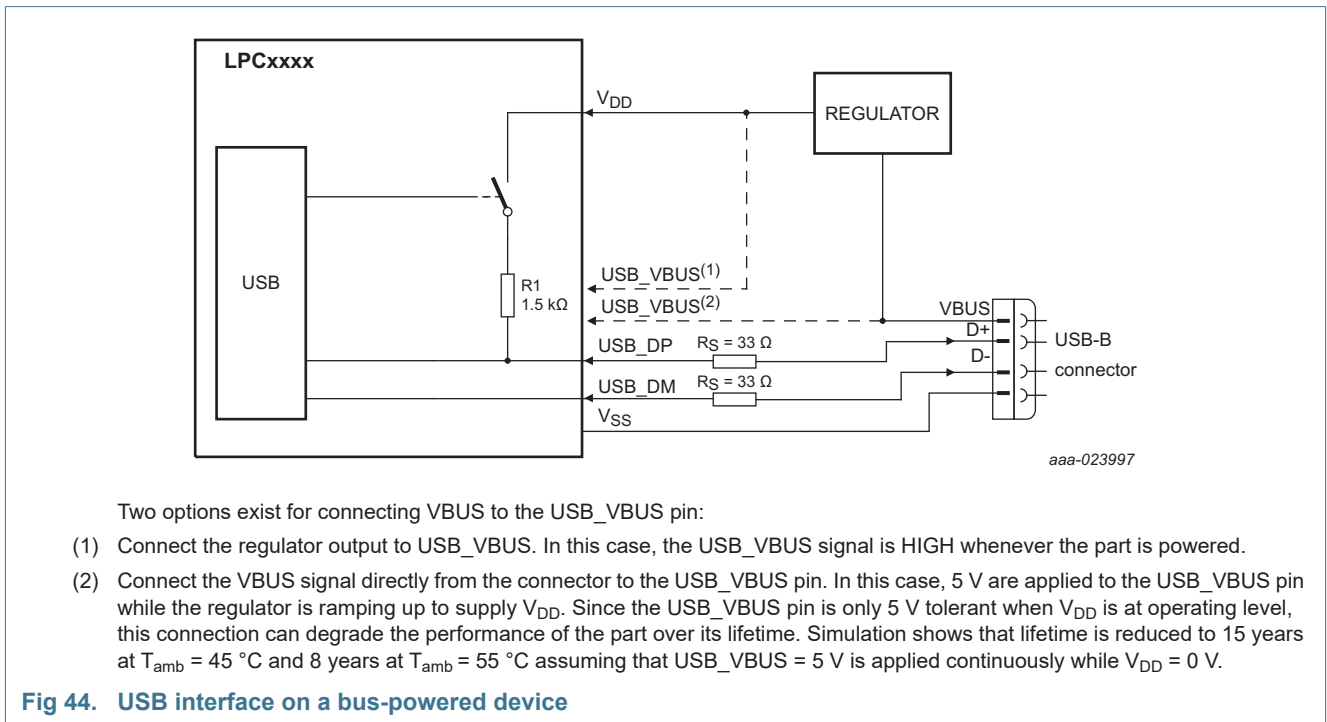 LPCxxxx
VDD
REGULATOR
USB
R1
1.5 kΩ
USB_VBUS(1)
USB_VBUS(2)
VBUS
D+
USB_DP RS = 33 Ω
USB-B
D-
connector
USB_DM RS = 33 Ω
VSS
aaa-023997
Two options exist for connecting VBUS to the USB_VBUS pin:
(1) Connect the regulator output to USB_VBUS. In this case, the USB_VBUS signal is HIGH whenever the part is powered.
(2) Connect the VBUS signal directly from the connector to the USB_VBUS pin. In this case, 5 V are applied to the USB_VBUS pin
while the regulator is ramping up to supply VDD. Since the USB_VBUS pin is only 5 V tolerant when VDD is at operating level,
this connection can degrade the performance of the part over its lifetime. Simulation shows that lifetime is reduced to 15 years
at Tamb = 45 °C and 8 years at Tamb = 55 °C assuming that USB_VBUS = 5 V is applied continuously while VDD = 0 V.
Fig 44. USB interface on a bus-powered device